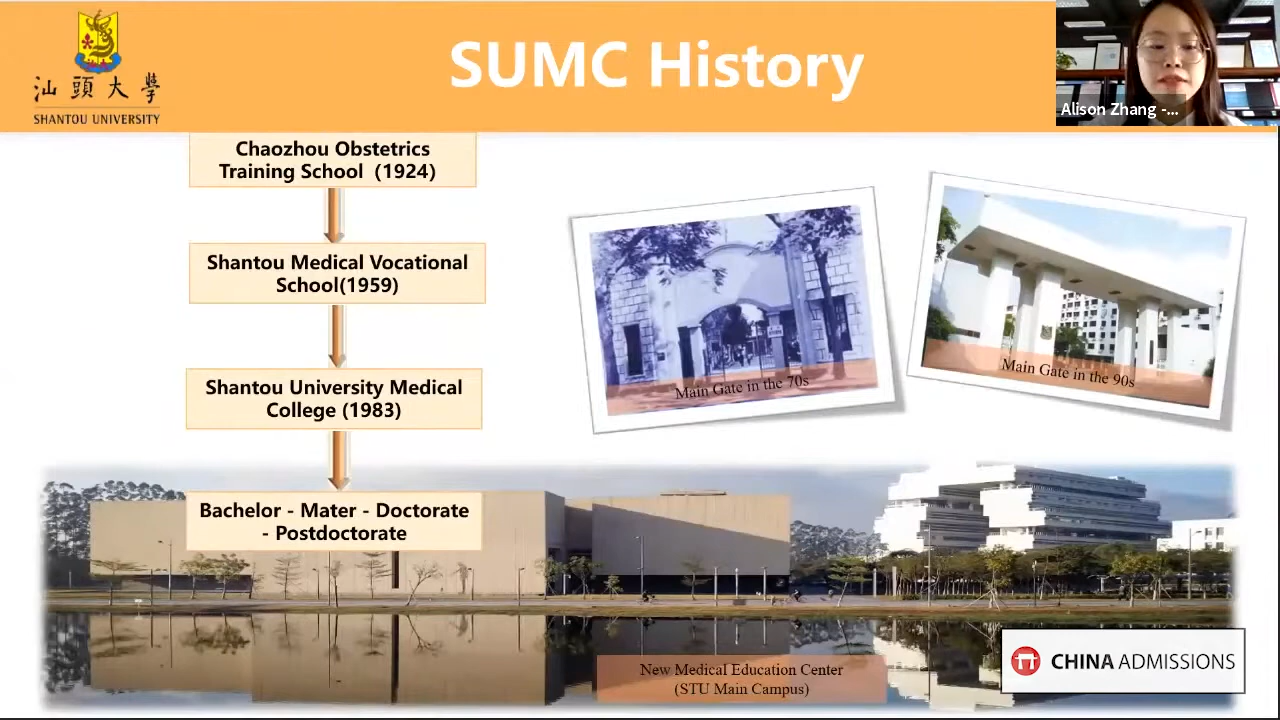 汕頭大學
SHANTOU UNIVERSITY
SUMC History
Alison Zhang -...
Chaozhou Obstetrics
Training School (1924)
Shantou Medical Vocational
School(1959)
Shantou University Medical
College (1983)
Bachelor - Mater - Doctorate
- Postdoctorate
Main Gate in the 70s
Main Gate in the 90s
New Medical Education Center
(STU Main Campus)
CHINA ADMISSIONS